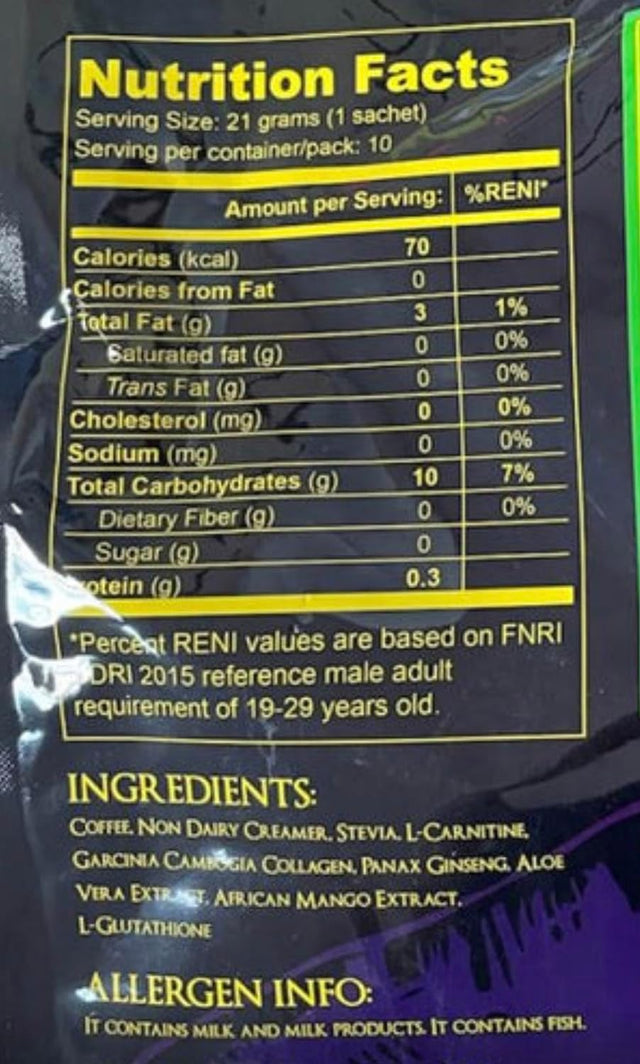 Nutrition Facts
Serving Size: 21 grams (1 sachet)
Serving per container/pack: 10
Amount per Serving: %RENI*
Calories (kcal) 70
Calories from Fat 0
Total Fat (g) 3 1%
Saturated fat (g) 0 0%
Trans Fat (g) 0 0%
Cholesterol (mg) 0 0%
Sodium (mg) 0 0%
Total Carbohydrates (g) 10 7%
Dietary Fiber (g) 0 0%
Sugar (g) 0
otein (g) 0.3
*Percent RENI values are based on FNRI
DRI 2015 reference male adult
requirement of 19-29 years old.
INGREDIENTS:
COFFEE, NON DAIRY CREAMER, STEVIA, L-CARNITINE,
GARCINIA CAMBOGIA COLLAGEN, PANAX GINSENG, ALOE
VERA EXTRACT, AFRICAN MANGO EXTRACT,
L-GLUTATHIONE
ALLERGEN INFO:
IT CONTAINS MILK AND MILK PRODUCTS. IT CONTAINS FISH.